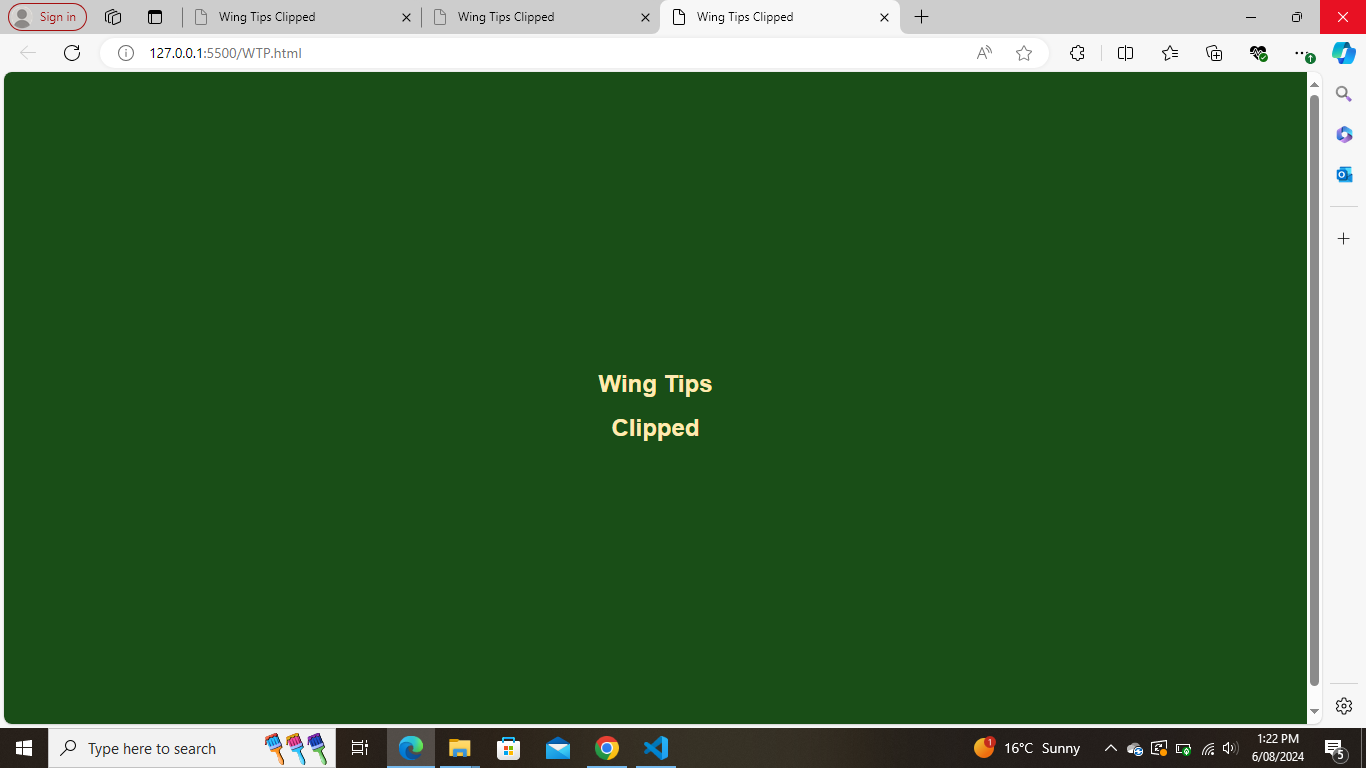 Sign in
Wing Tips Clipped
Wing Tips Clipped
Wing Tips Clipped
127.0.0.1:5500/WTP.html
Wing Tips
Clipped
Type here to search
1
16°C Sunny
1:22 PM
6/08/2024
5